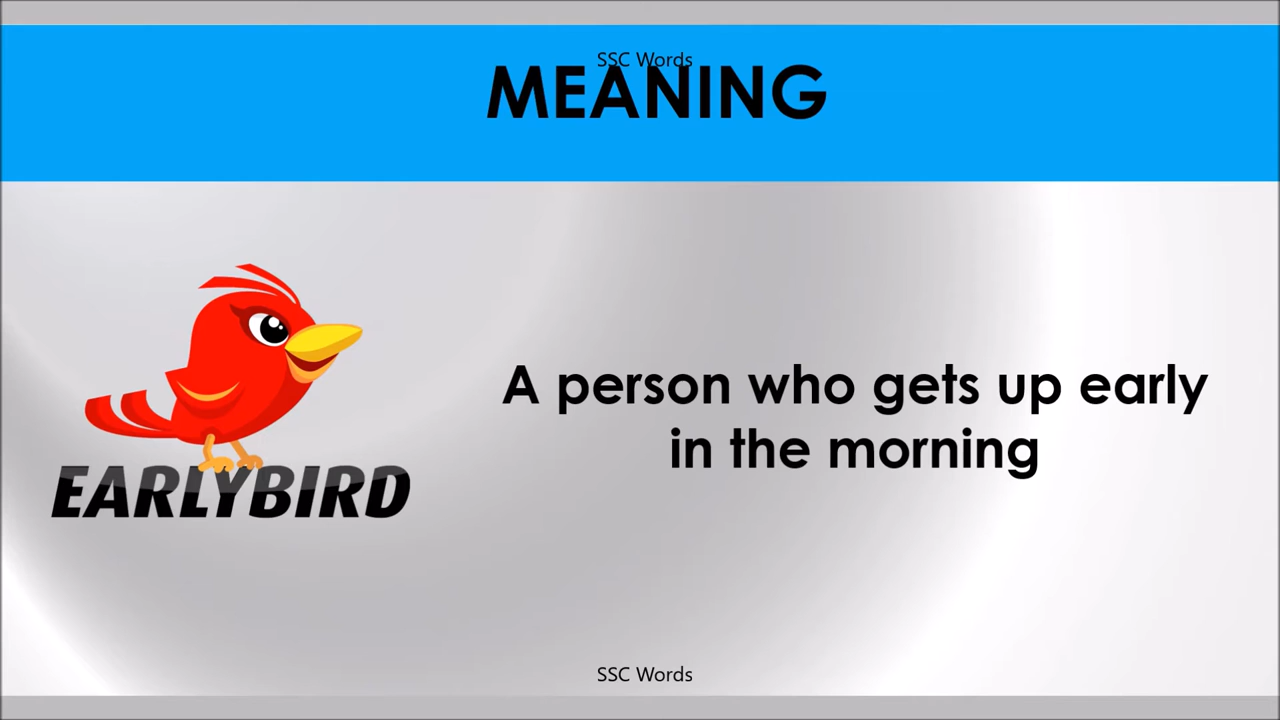 SSC Words
MEANING
A person who gets up early
in the morning
EARLYBIRD
SSC Words